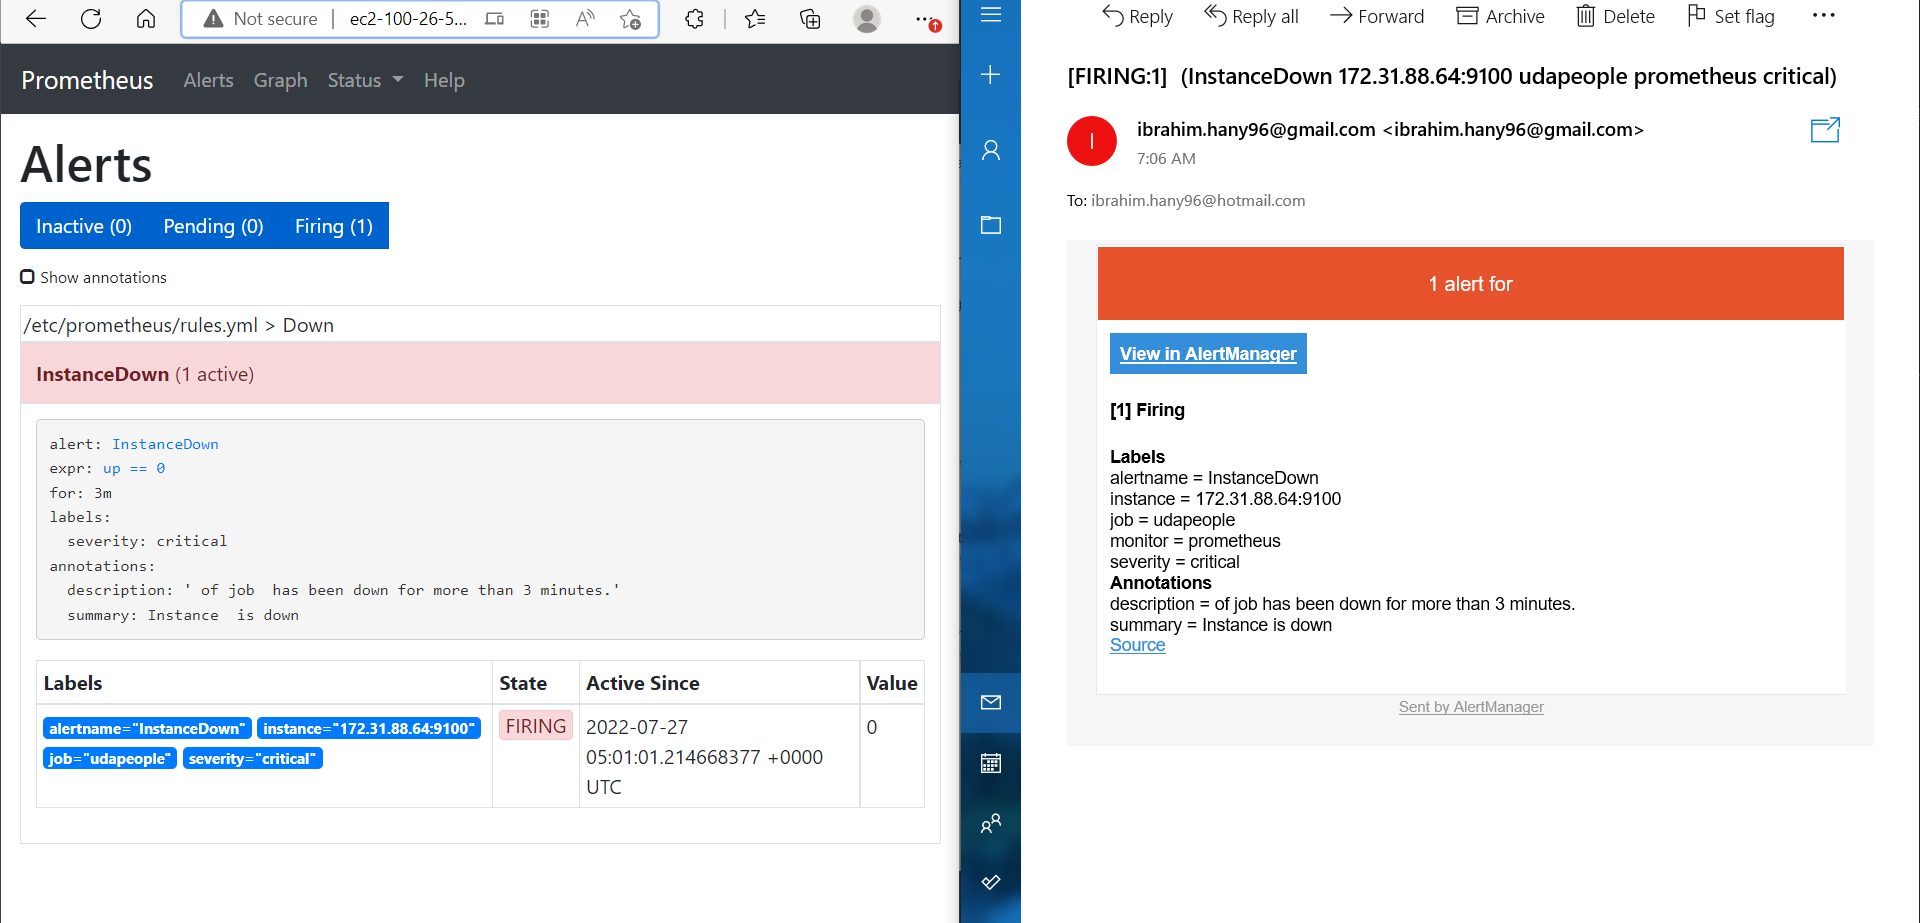 Not secure | ec2-100-26-5...
Prometheus Alerts Graph Status Help
Alerts
Inactive (0) Pending (0) Firing (1)
Show annotations
/etc/prometheus/rules.yml > Down
InstanceDown (1 active)
alert: InstanceDown
expr: up == 0
for: 3m
labels:
  severity: critical
annotations:
  description: ' of job  has been down for more than 3 minutes.'
  summary: Instance  is down
Labels State Active Since Value
alertname="InstanceDown" instance="172.31.88.64:9100" FIRING 2022-07-27 0
job="udapeople" severity="critical" 05:01:01.214668377 +0000
UTC
Reply Reply all Forward Archive Delete Set flag
[FIRING:1]  (InstanceDown 172.31.88.64:9100 udapeople prometheus critical)
I
ibrahim.hany96@gmail.com <ibrahim.hany96@gmail.com>
7:06 AM
To: ibrahim.hany96@hotmail.com
1 alert for
View in AlertManager
[1] Firing
Labels
alertname = InstanceDown
instance = 172.31.88.64:9100
job = udapeople
monitor = prometheus
severity = critical
Annotations
description = of job has been down for more than 3 minutes.
summary = Instance is down
Source
Sent by AlertManager